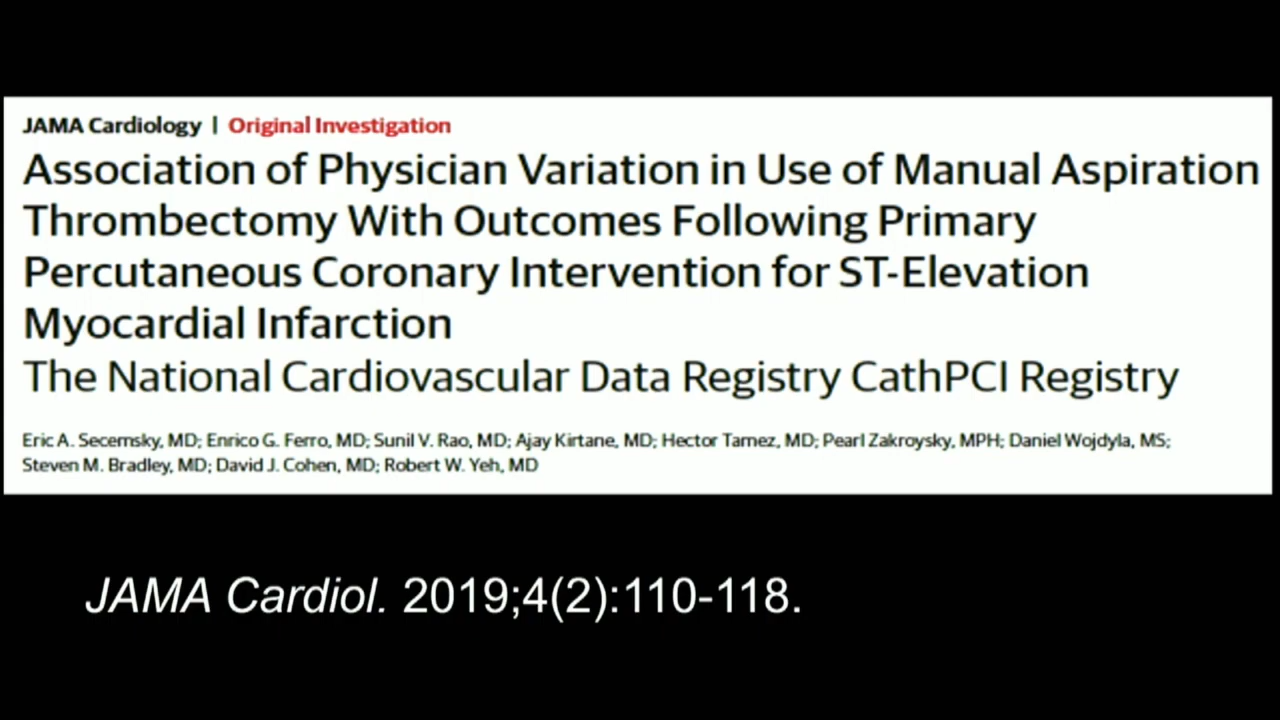 JAMA Cardiology | Original Investigation
Association of Physician Variation in Use of Manual Aspiration
Thrombectomy With Outcomes Following Primary
Percutaneous Coronary Intervention for ST-Elevation
Myocardial Infarction
The National Cardiovascular Data Registry CathPCI Registry
Eric A. Secemsky, MD; Enrico G. Ferro, MD; Sunil V. Rao, MD; Ajay Kirtane, MD; Hector Tamez, MD; Pearl Zakroysky, MPH; Daniel Wojdyla, MS;
Steven M. Bradley, MD; David J. Cohen, MD; Robert W. Yeh, MD
JAMA Cardiol. 2019;4(2):110-118.